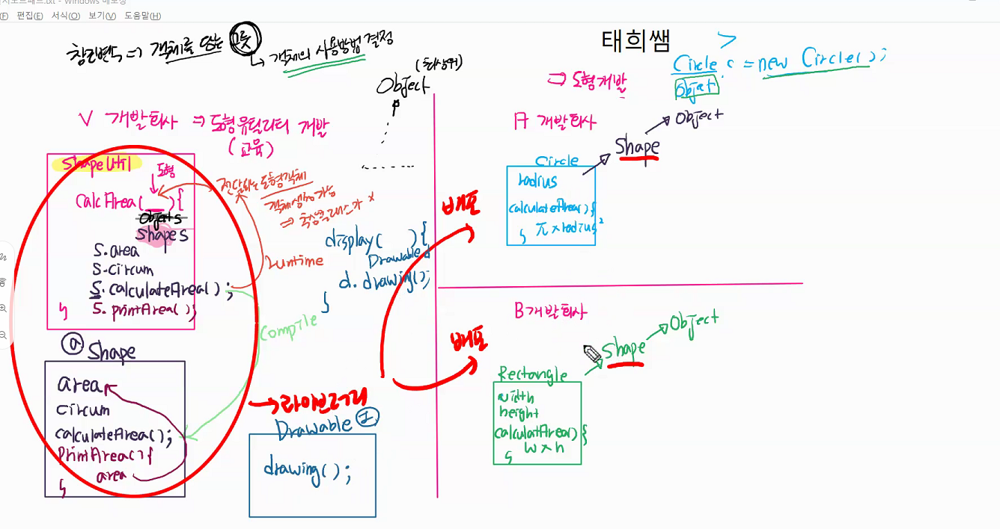 편집(E) 서식(O) 보기(V) 도움말(H)
참조변수 => 객체를 담는 그릇
↳ 객체의 사용방법 결정
(최상위)
Object
V 개발회사 => 도형유틸리티 개발
(교육)
Shape UTI
도형
CalcArea( ){
Object s
Shape s
S.area
S.circum
S.calculateArea();
S.printArea();
}
전달되는 도형객체
객체생성 가능
=> 추상클래스가 x
Runtime
Compile
display( ){
Drawable d
d.drawing();
}
ⓐ Shape
area
circum
calculateArea();
PrintArea(){
area
}
→ 라이브러리
Drawable Ⓘ
drawing();
배포
배포
태희쌤
Circle c = new Circle();
Object
=> 도형개발
A 개발회사
Object
Shape
Circle
radius
calculateArea(){
π x radius²
}
B 개발회사
Object
Shape
Rectangle
width
height
calculatArea(){
w x h
}